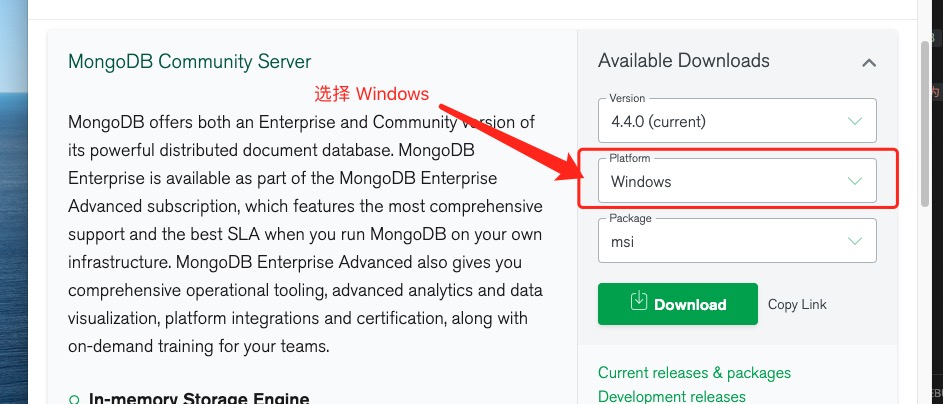 MongoDB Community Server
选择 Windows
MongoDB offers both an Enterprise and Community version of
its powerful distributed document database. MongoDB
Enterprise is available as part of the MongoDB Enterprise
Advanced subscription, which features the most comprehensive
support and the best SLA when you run MongoDB on your own
infrastructure. MongoDB Enterprise Advanced also gives you
comprehensive operational tooling, advanced analytics and data
visualization, platform integrations and certification, along with
on-demand training for your teams.
In-memory Storage Engine
Available Downloads
Version
4.4.0 (current)
Platform
Windows
Package
msi
Download
Copy Link
Current releases & packages
Development releases